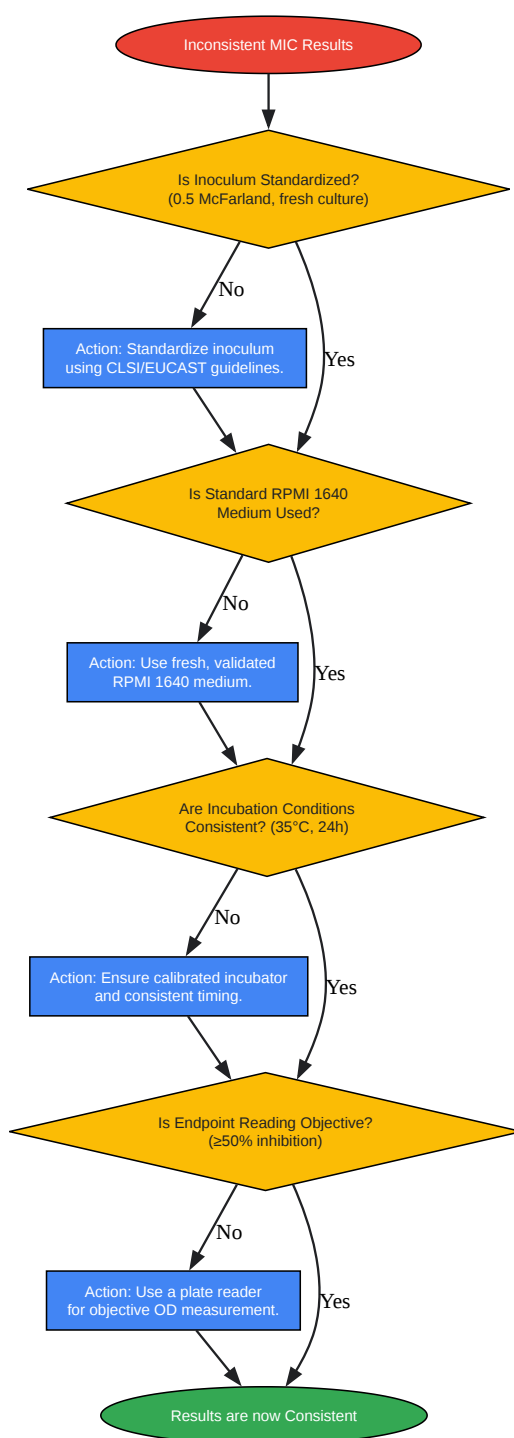 Inconsistent MIC Results
Is Inoculum Standardized?
(0.5 McFarland, fresh culture)
No
Action: Standardize inoculum
using CLSI/EUCAST guidelines.
Yes
Is Standard RPMI 1640
Medium Used?
No
Action: Use fresh, validated
RPMI 1640 medium.
Yes
Are Incubation Conditions
Consistent? (35°C, 24h)
No
Action: Ensure calibrated incubator
and consistent timing.
Yes
Is Endpoint Reading Objective?
(≥50% inhibition)
No
Action: Use a plate reader
for objective OD measurement.
Yes
Results are now Consistent